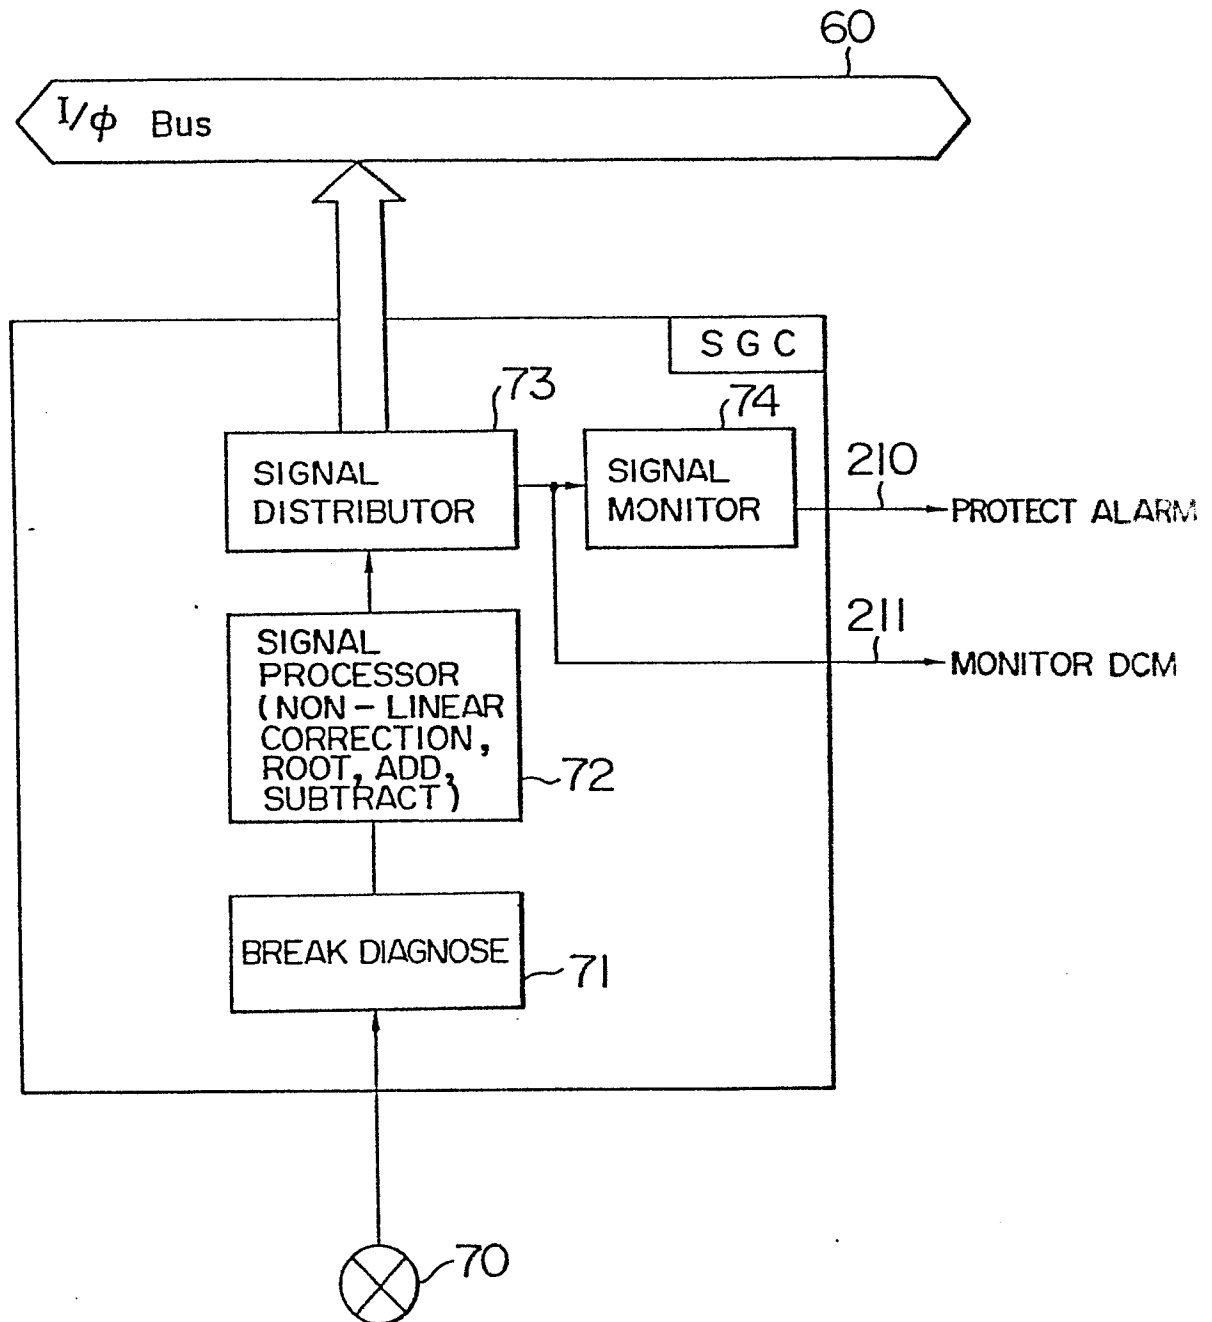 60
I/φ Bus
S G C
73
74
SIGNAL
DISTRIBUTOR
SIGNAL
MONITOR
210
PROTECT ALARM
211
MONITOR DCM
SIGNAL
PROCESSOR
(NON-LINEAR
CORRECTION,
ROOT, ADD,
SUBTRACT)
72
BREAK DIAGNOSE
71
70